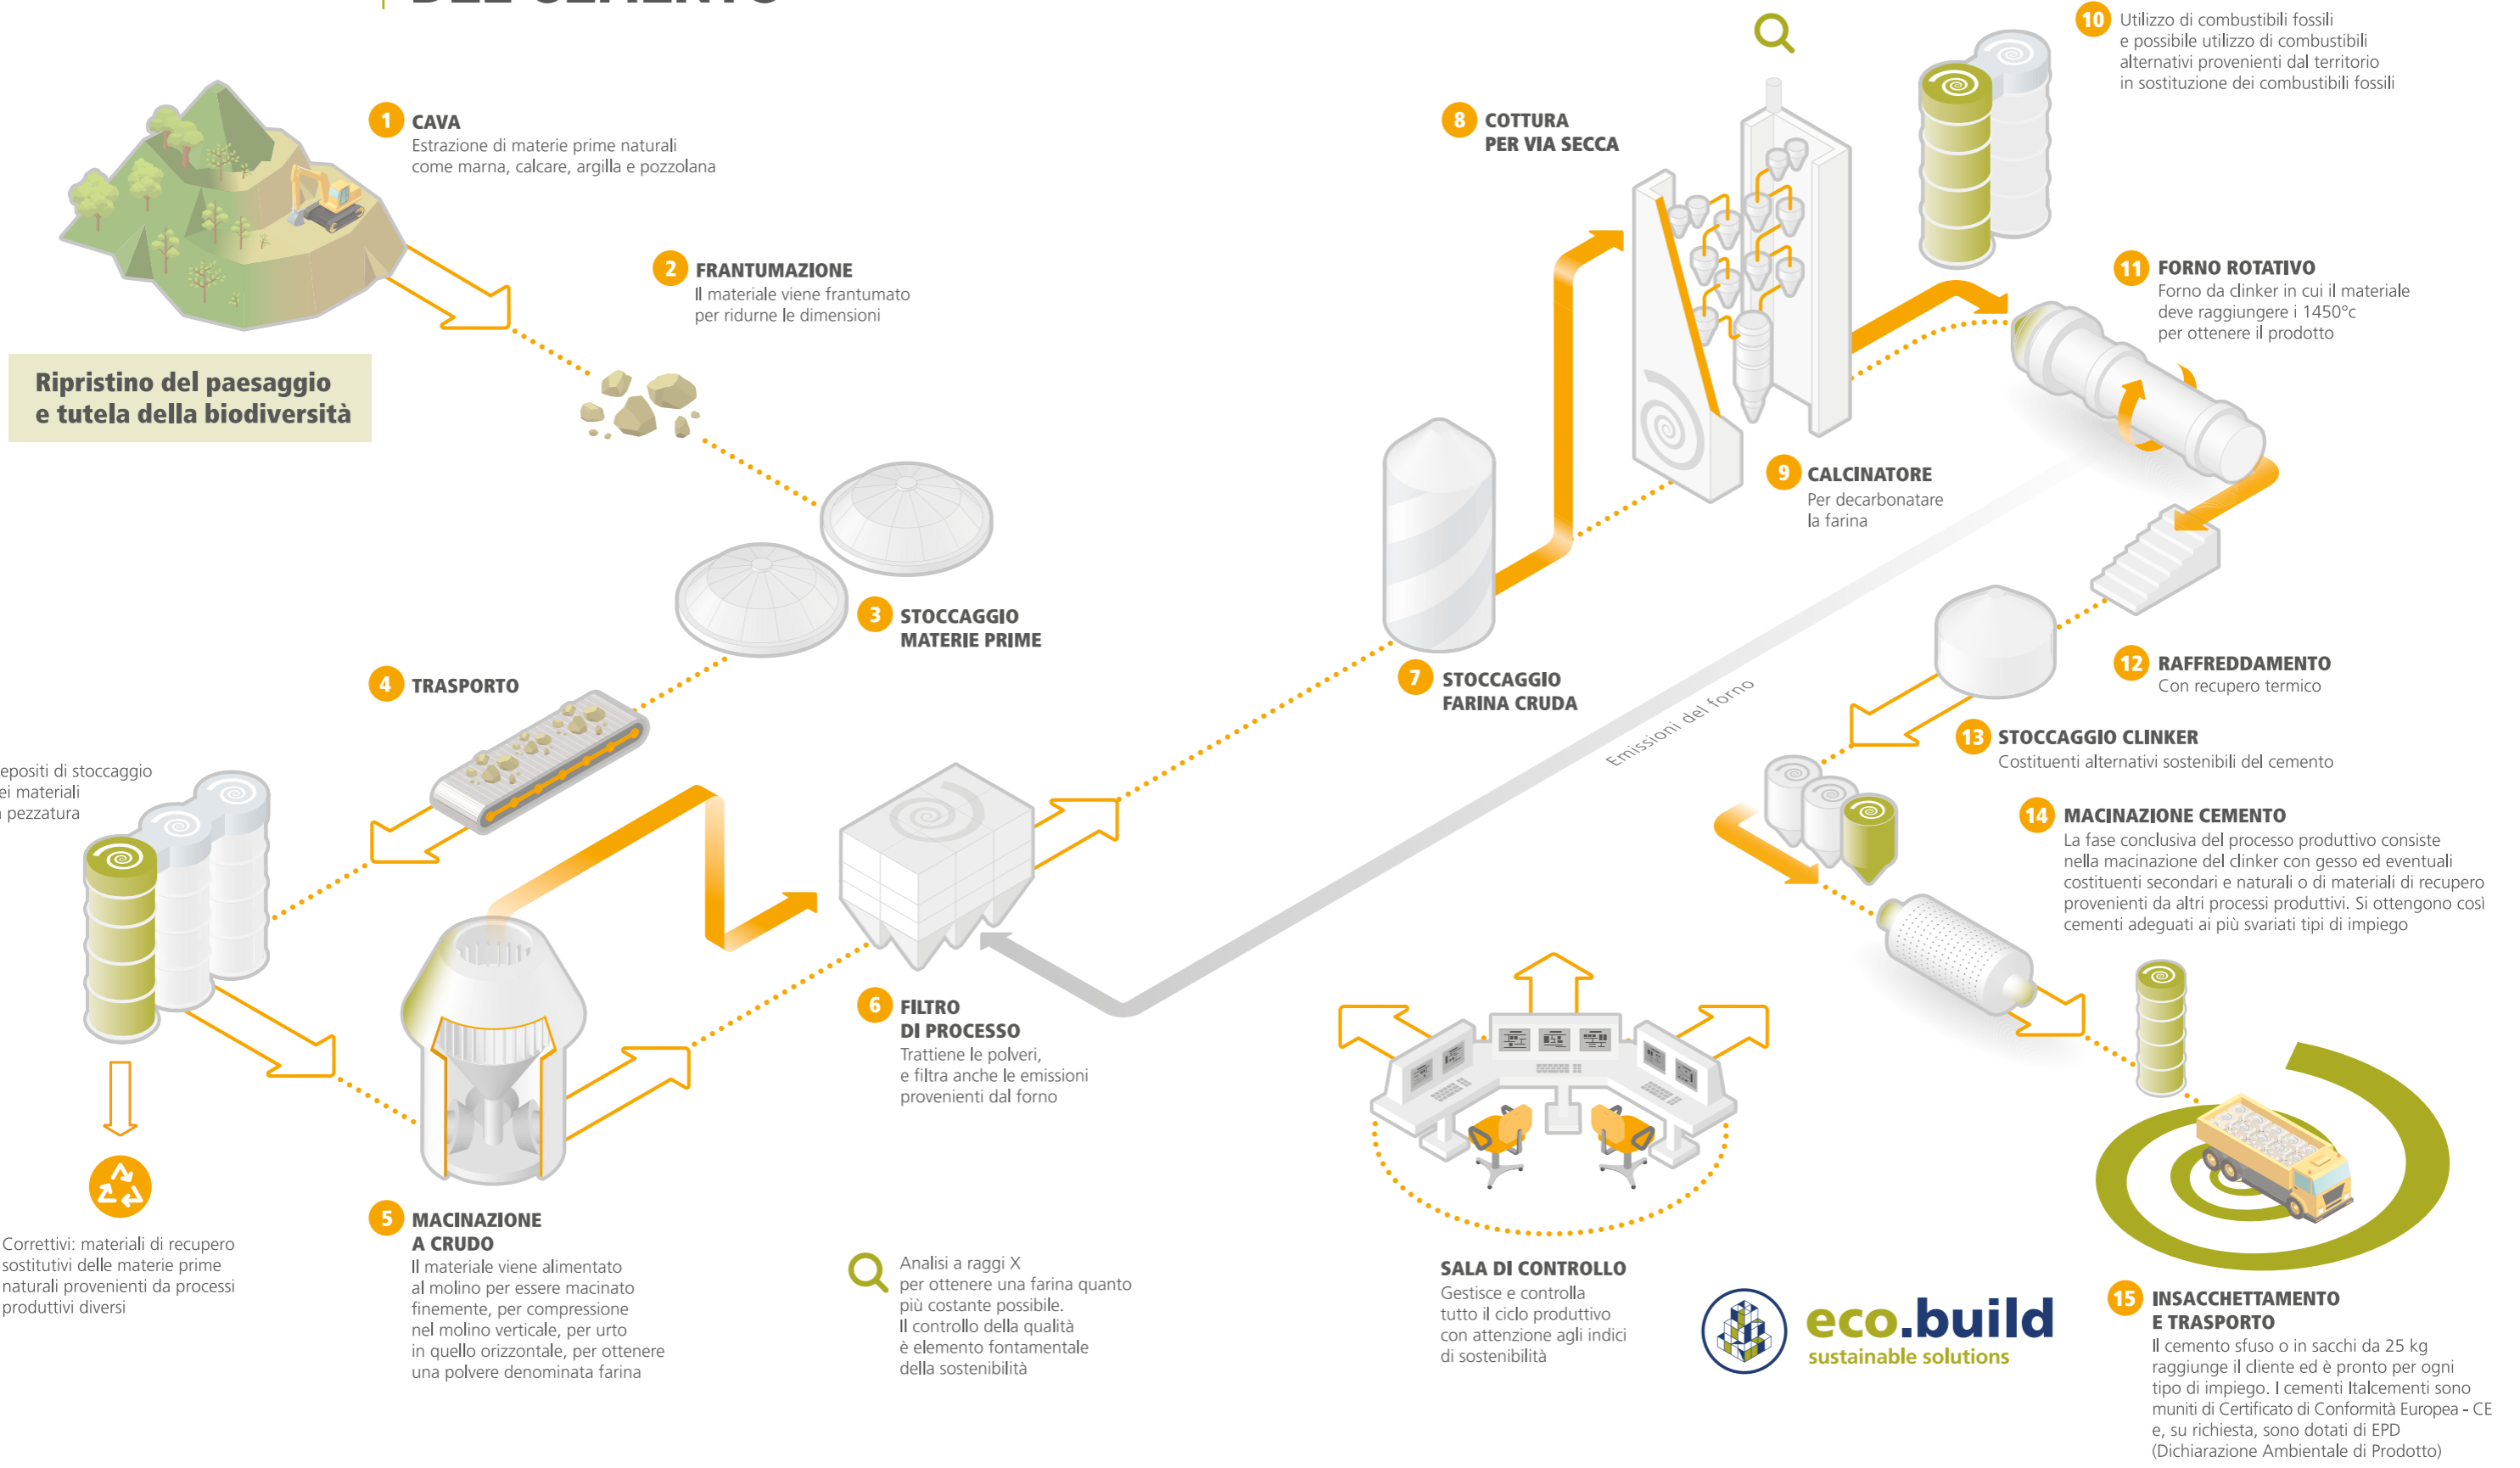 DEL CEMENTO
1 CAVA
Estrazione di materie prime naturali
come marna, calcare, argilla e pozzolana
2 FRANTUMAZIONE
Il materiale viene frantumato
per ridurne le dimensioni
Ripristino del paesaggio
e tutela della biodiversità
3 STOCCAGGIO
MATERIE PRIME
4 TRASPORTO
epositi di stoccaggio
ei materiali
pezzatura
Correttivi: materiali di recupero
sostitutivi delle materie prime
naturali provenienti da processi
produttivi diversi
5 MACINAZIONE
A CRUDO
Il materiale viene alimentato
al molino per essere macinato
finemente, per compressione
nel molino verticale, per urto
in quello orizzontale, per ottenere
una polvere denominata farina
6 FILTRO
DI PROCESSO
Trattiene le polveri,
e filtra anche le emissioni
provenienti dal forno
Analisi a raggi X
per ottenere una farina quanto
più costante possibile.
Il controllo della qualità
è elemento fontamentale
della sostenibilità
7 STOCCAGGIO
FARINA CRUDA
8 COTTURA
PER VIA SECCA
9 CALCINATORE
Per decarbonatare
la farina
10 Utilizzo di combustibili fossili
e possibile utilizzo di combustibili
alternativi provenienti dal territorio
in sostituzione dei combustibili fossili
11 FORNO ROTATIVO
Forno da clinker in cui il materiale
deve raggiungere i 1450°c
per ottenere il prodotto
Emissioni del forno
12 RAFFREDDAMENTO
Con recupero termico
13 STOCCAGGIO CLINKER
Costituenti alternativi sostenibili del cemento
14 MACINAZIONE CEMENTO
La fase conclusiva del processo produttivo consiste
nella macinazione del clinker con gesso ed eventuali
costituenti secondari e naturali o di materiali di recupero
provenienti da altri processi produttivi. Si ottengono così
cementi adeguati ai più svariati tipi di impiego
SALA DI CONTROLLO
Gestisce e controlla
tutto il ciclo produttivo
con attenzione agli indici
di sostenibilità
eco.build
sustainable solutions
15 INSACCHETTAMENTO
E TRASPORTO
Il cemento sfuso o in sacchi da 25 kg
raggiunge il cliente ed è pronto per ogni
tipo di impiego. I cementi Italcementi sono
muniti di Certificato di Conformità Europea - CE
e, su richiesta, sono dotati di EPD
(Dichiarazione Ambientale di Prodotto)